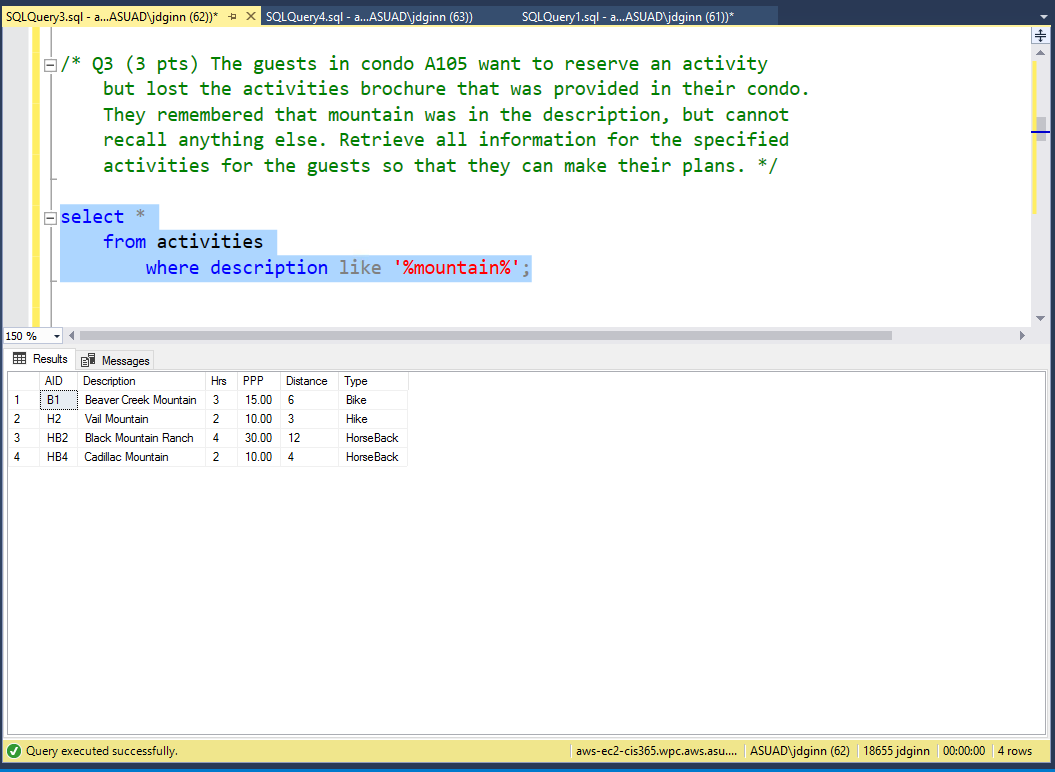 SQLQuery3.sql - a...ASUAD\jdginn (62))* SQLQuery4.sql - a...ASUAD\jdginn (63)) SQLQuery1.sql - a...ASUAD\jdginn (61))*
/* Q3 (3 pts) The guests in condo A105 want to reserve an activity
but lost the activities brochure that was provided in their condo.
They remembered that mountain was in the description, but cannot
recall anything else. Retrieve all information for the specified
activities for the guests so that they can make their plans. */
select *
from activities
where description like '%mountain%';
150 %
Results Messages
AID Description Hrs PPP Distance Type
1 B1 Beaver Creek Mountain 3 15.00 6 Bike
2 H2 Vail Mountain 2 10.00 3 Hike
3 HB2 Black Mountain Ranch 4 30.00 12 HorseBack
4 HB4 Cadillac Mountain 2 10.00 4 HorseBack
Query executed successfully. aws-ec2-cis365.wpc.aws.asu.... ASUAD\jdginn (62) 18655 jdginn 00:00:00 4 rows